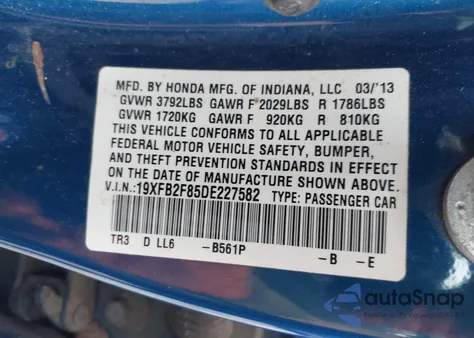 MFD. BY HONDA MFG. OF INDIANA, LLC 03/'13
GVWR 3792LBS GAWR F 2029LBS R 1786LBS
GVWR 1720KG GAWR F 920KG R 810KG
THIS VEHICLE CONFORMS TO ALL APPLICABLE
FEDERAL MOTOR VEHICLE SAFETY, BUMPER,
AND THEFT PREVENTION STANDARDS IN EFFECT
ON THE DATE OF MANUFACTURE SHOWN ABOVE.
V.I.N.: 19XFB2F85DE227582 TYPE: PASSENGER CAR
TR3 D LL6 -B561P -B -E
autoSnap